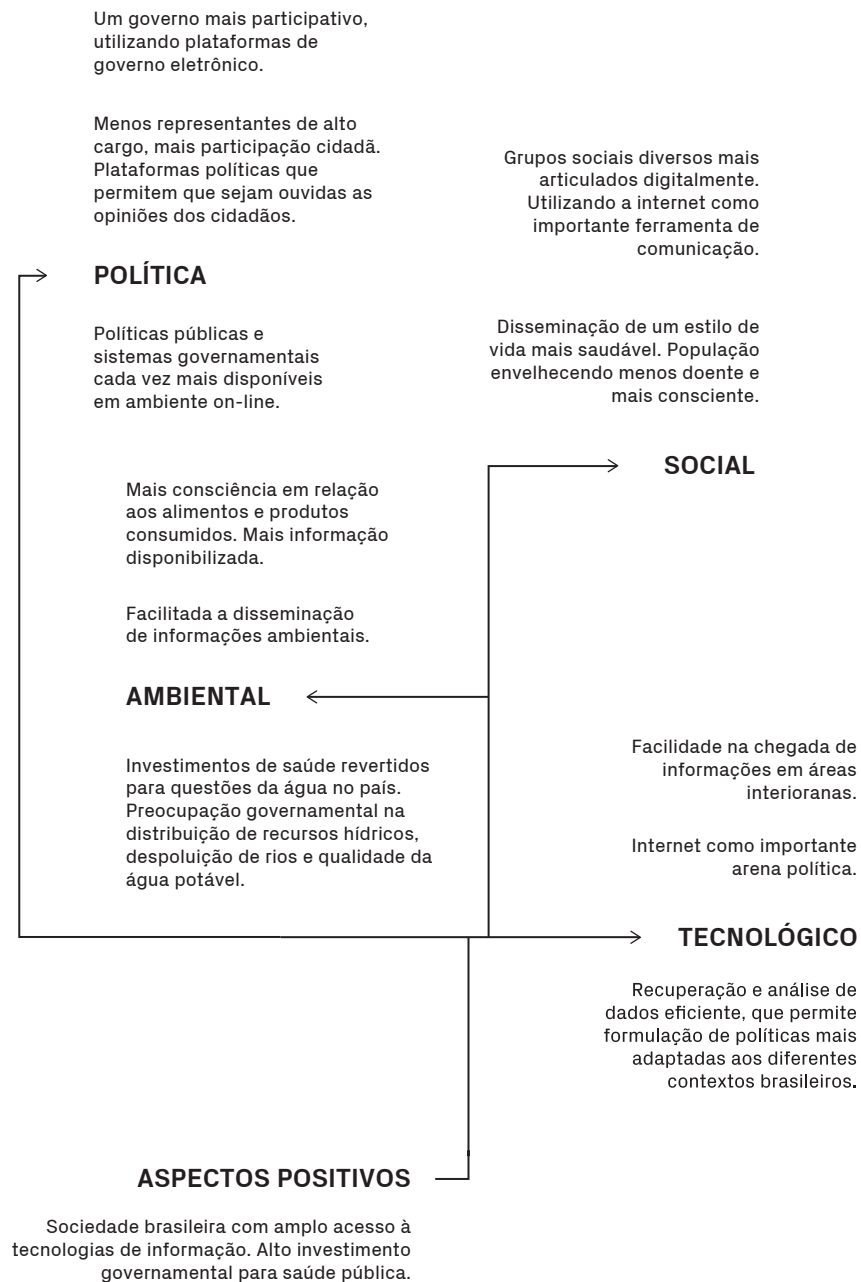 Um governo mais participativo,
utilizando plataformas de
governo eletrônico.
Menos representantes de alto
cargo, mais participação cidadã.
Plataformas políticas que
permitem que sejam ouvidas as
opiniões dos cidadãos.
POLÍTICA
Políticas públicas e
sistemas governamentais
cada vez mais disponíveis
em ambiente on-line.
Grupos sociais diversos mais
articulados digitalmente.
Utilizando a internet como
importante ferramenta de
comunicação.
Disseminação de um estilo de
vida mais saudável. População
envelhecendo menos doente e
mais consciente.
SOCIAL
Mais consciência em relação
aos alimentos e produtos
consumidos. Mais informação
disponibilizada.
Facilitada a disseminação
de informações ambientais.
AMBIENTAL
Investimentos de saúde revertidos
para questões da água no país.
Preocupação governamental na
distribuição de recursos hídricos,
despoluição de rios e qualidade da
água potável.
Facilidade na chegada de
informações em áreas
interioranas.
Internet como importante
arena política.
TECNOLÓGICO
Recuperação e análise de
dados eficiente, que permite
formulação de políticas mais
adaptadas aos diferentes
contextos brasileiros.
ASPECTOS POSITIVOS
Sociedade brasileira com amplo acesso à
tecnologias de informação. Alto investimento
governamental para saúde pública.